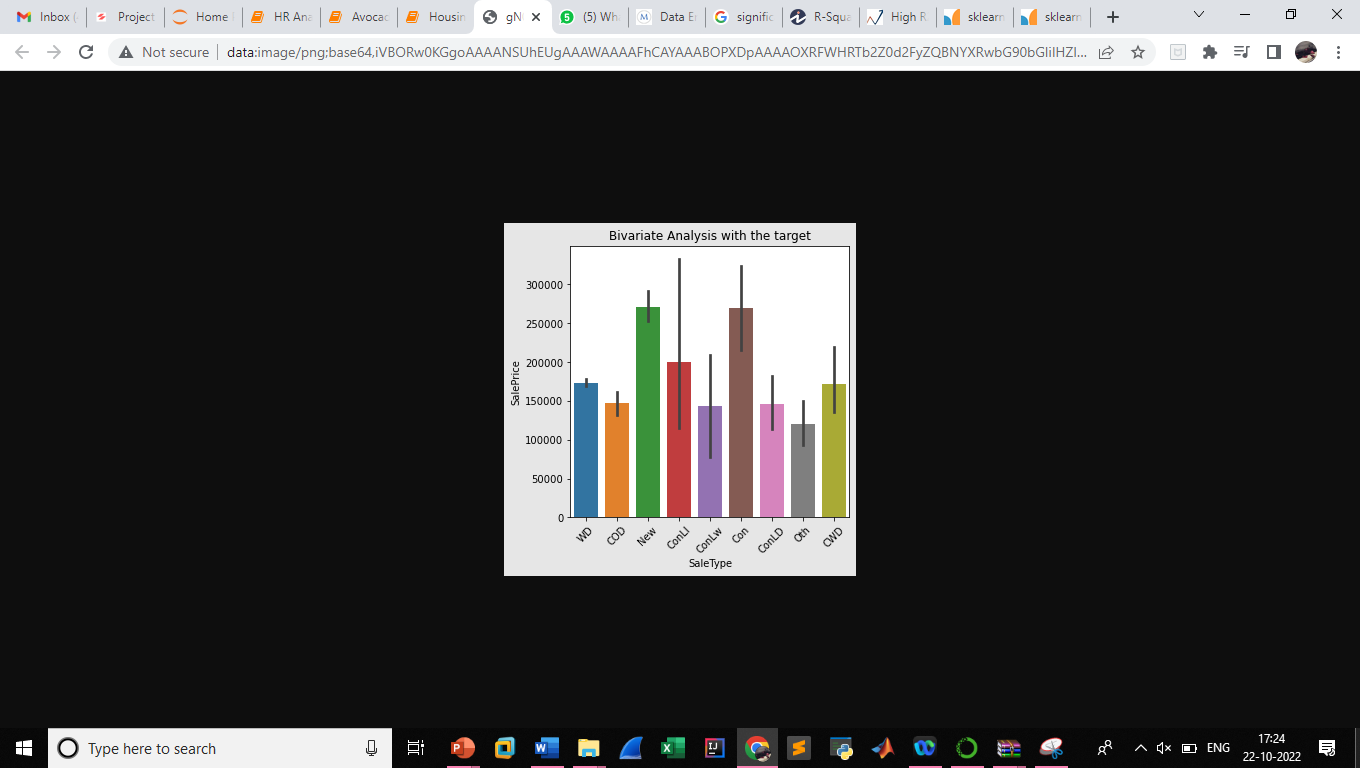 Inbox ( Project Home HR Ana Avocad Housin gN (5) Wh Data En signific R-Squa High R sklearn sklearn
Not secure data:image/png;base64,iVBORw0KGgoAAAANSUhEUgAAAWAAAAFhCAYAAABOPXDpAAAAOXRFWHRTb2Z0d2FyZQBNYXRwbG90bGliIHZl...
Bivariate Analysis with the target
300000
250000
200000
150000
100000
50000
0
SalePrice
WD COD New ConLI ConLw Con ConLD Oth CWD
SaleType
Type here to search
ENG
17:24
22-10-2022